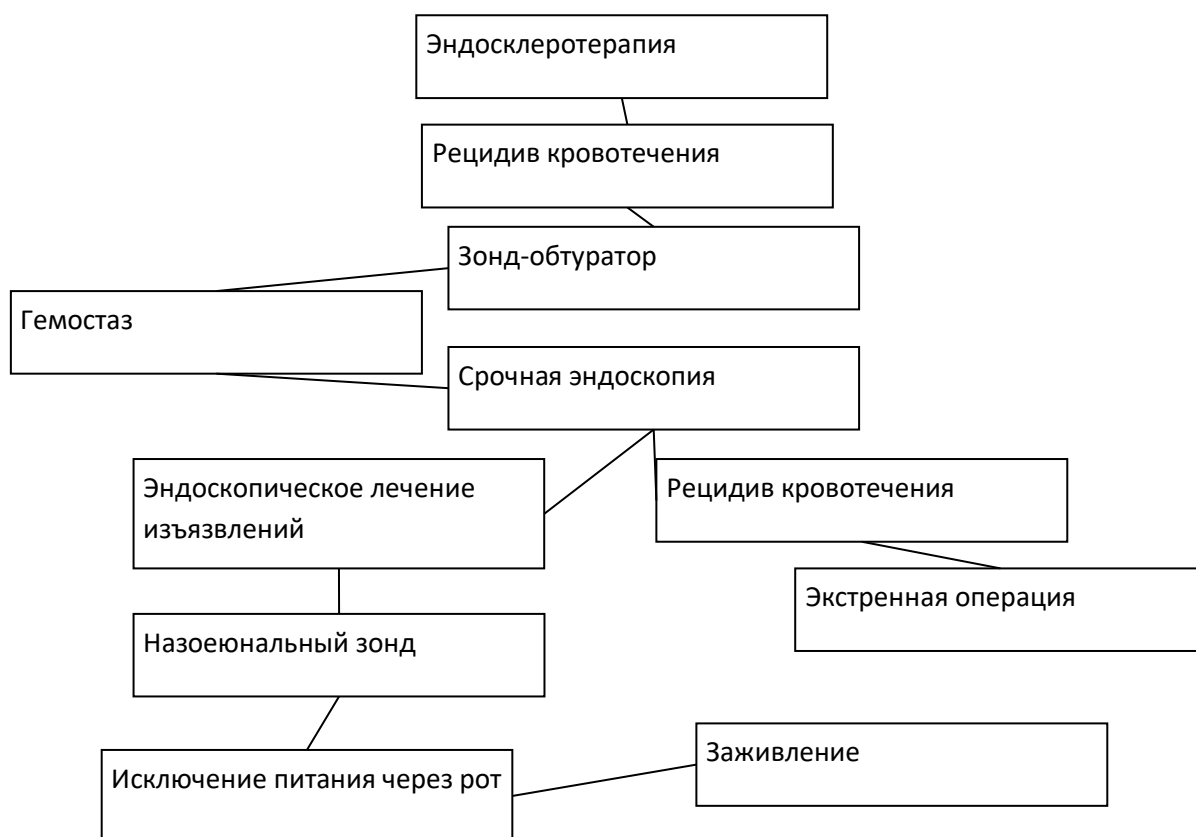 Эндосклеротерапия
Рецидив кровотечения
Зонд-обтуратор
Гемостаз
Срочная эндоскопия
Эндоскопическое лечение
изъязвлений
Рецидив кровотечения
Экстренная операция
Назоеюнальный зонд
Заживление
Исключение питания через рот